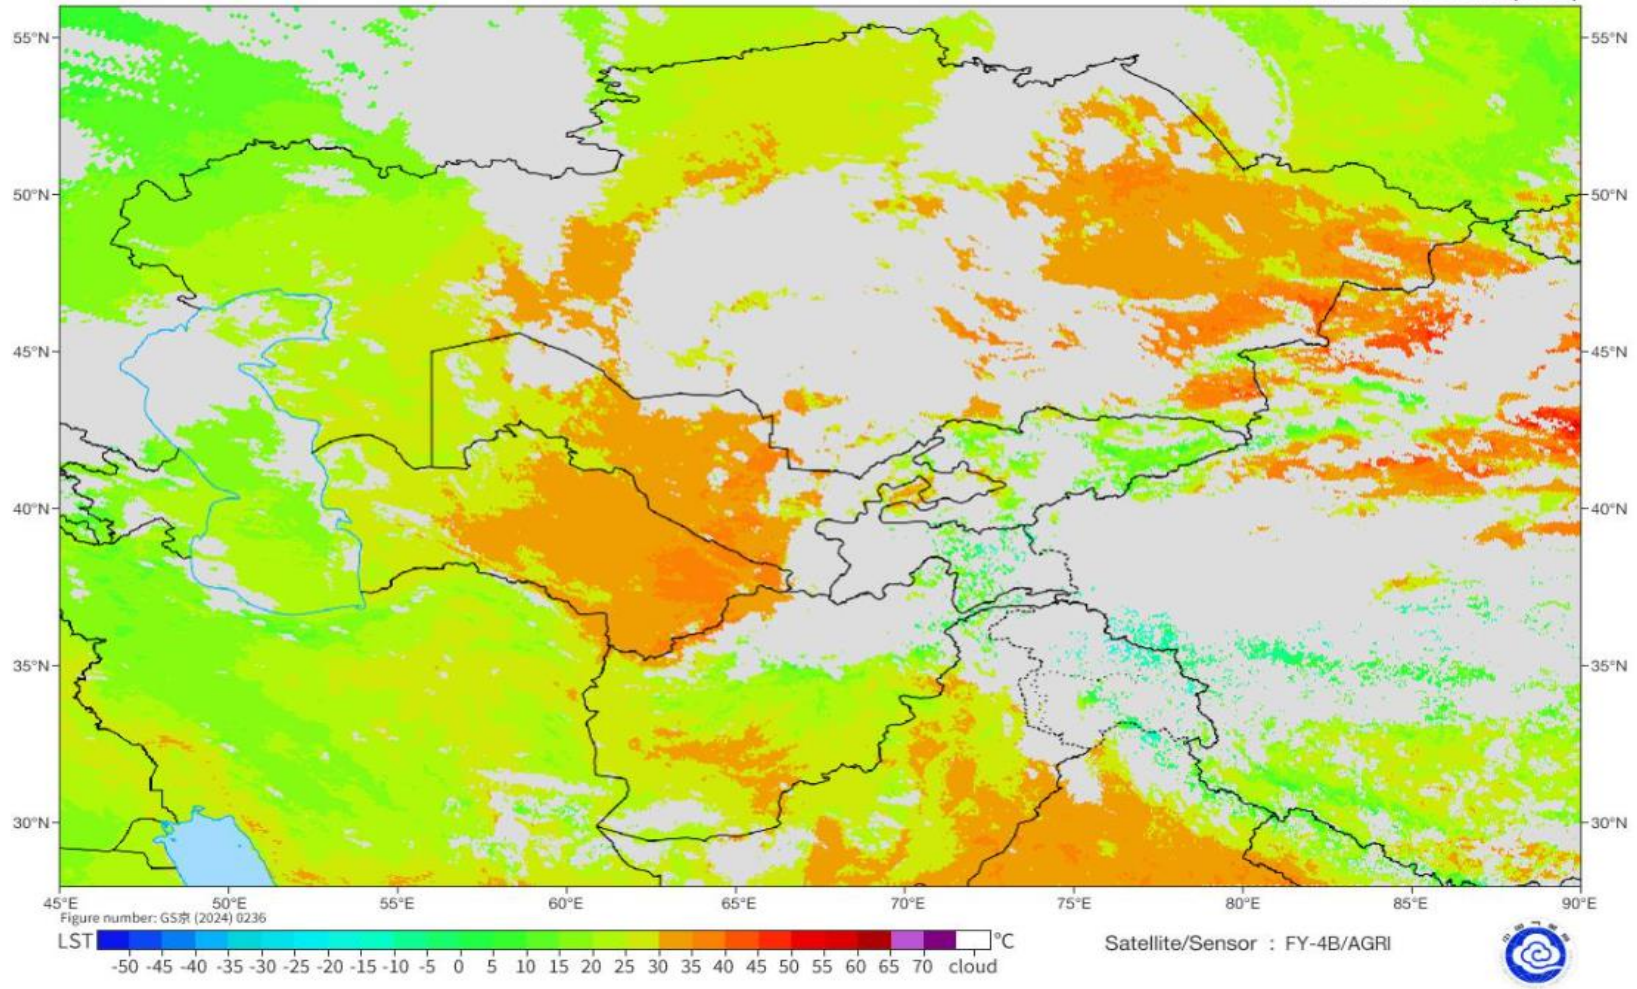 55°N 55°N
50°N 50°N
45°N 45°N
40°N 40°N
35°N 35°N
30°N 30°N
45°E 50°E 55°E 60°E 65°E 70°E 75°E 80°E 85°E 90°E
Figure number: GS京 (2024) 0236
LST °C
-50 -45 -40 -35 -30 -25 -20 -15 -10 -5 0 5 10 15 20 25 30 35 40 45 50 55 60 65 70 cloud
Satellite/Sensor : FY-4B/AGRI